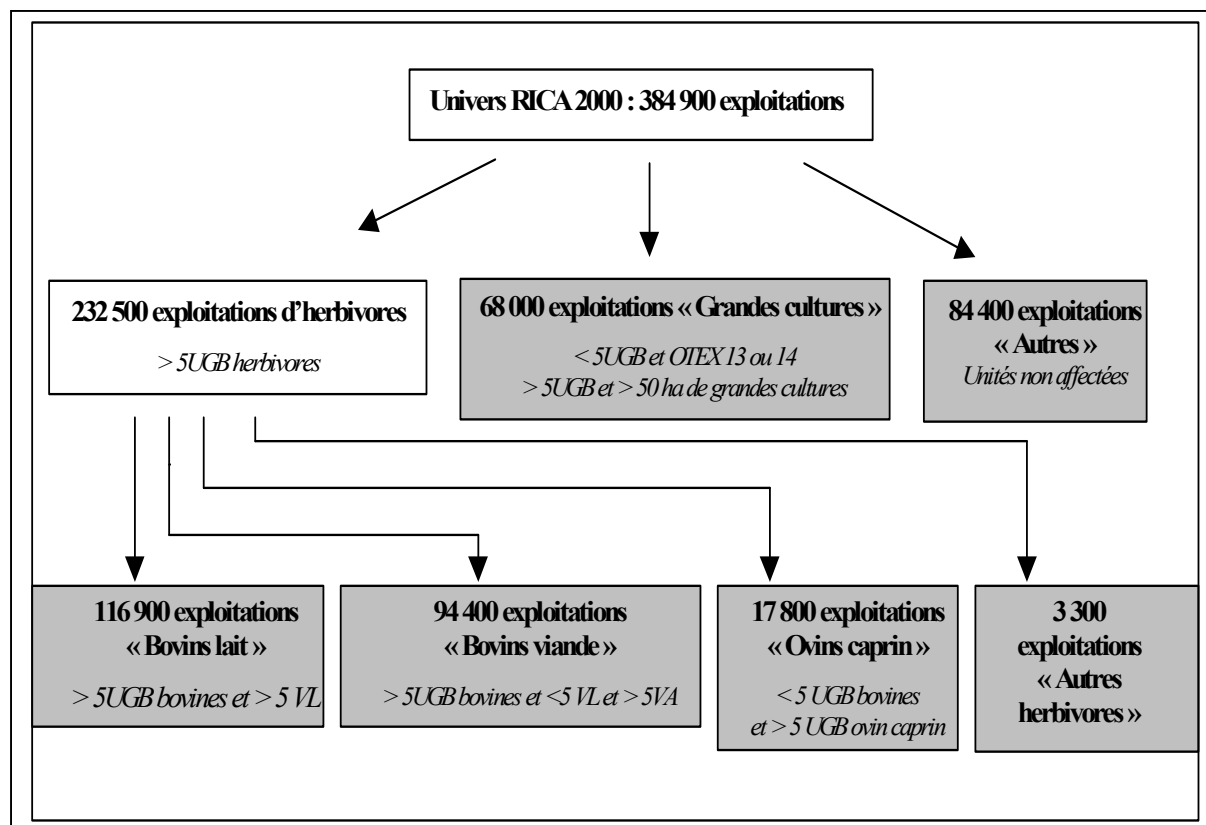 Univers RICA 2000 : 384 900 exploitations
232 500 exploitations d’herbivores
> 5UGB herbivores
68 000 exploitations « Grandes cultures »
< 5UGB et OTEX 13 ou 14
> 5UGB et > 50 ha de grandes cultures
84 400 exploitations
« Autres »
Unités non affectées
116 900 exploitations
« Bovins lait »
> 5UGB bovines et > 5 VL
94 400 exploitations
« Bovins viande »
> 5UGB bovines et <5 VL et > 5VA
17 800 exploitations
« Ovins caprin »
< 5 UGB bovines
et > 5 UGB ovin caprin
3 300
exploitations
« Autres
herbivores »